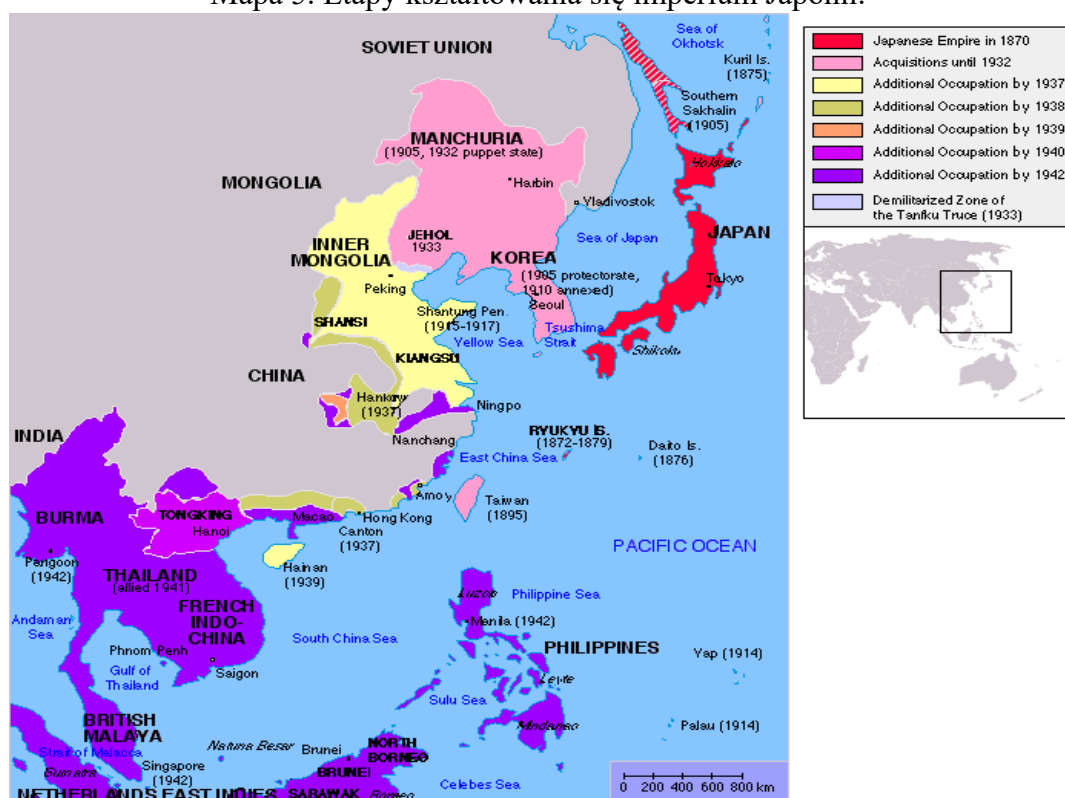 Mapa 5. Etapy kształtowania się imperium Japonii.
SOVIET UNION
Sea of
Okhotsk
Kuril Is.
(1875)
Southern
Sakhalin
(1905)
MANCHURIA
(1905, 1932 puppet state)
Hokkaido
MONGOLIA
Harbin
Vladivostok
JEHOL
1933
Sea of Japan
JAPAN
INNER
MONGOLIA
KOREA
(1905 protectorate,
1910 annexed)
Peking
Seoul
Tokyo
Shantung Pen.
(1915-1917)
SHANSI
Tsushima
Strait
Yellow Sea
Shikoku
KIANGSU
CHINA
Hankow
(1937)
Ningpo
Nanchang
RYUKYU IS.
(1872-1879)
Daito Is.
(1876)
INDIA
East China Sea
Amoy
Taiwan
(1895)
BURMA
TONGKING
Hanoi
Macao
Hong Kong
Canton
(1937)
PACIFIC OCEAN
Rangoon
(1942)
Hainan
(1939)
THAILAND
(allied 1941)
FRENCH
INDO-
CHINA
Luzon
Philippine Sea
Andaman
Sea
Manila (1942)
South China Sea
PHILIPPINES
Phnom Penh
Yap (1914)
Gulf of
Thailand
Saigon
Leyte
Sulu Sea
BRITISH
MALAYA
Mindanao
Palau (1914)
Strait of Malacca
Natuna Besar
Brunei
NORTH
BORNEO
Singapore
(1942)
Sumatra
BRUNEI
Celebes Sea
NETHERLANDS EAST INDIES
SARAWAK
Borneo
0 200 400 600 800 km
Japanese Empire in 1870
Acquisitions until 1932
Additional Occupation by 1937
Additional Occupation by 1938
Additional Occupation by 1939
Additional Occupation by 1940
Additional Occupation by 1942
Demilitarized Zone of
the Tanfku Truce (1933)